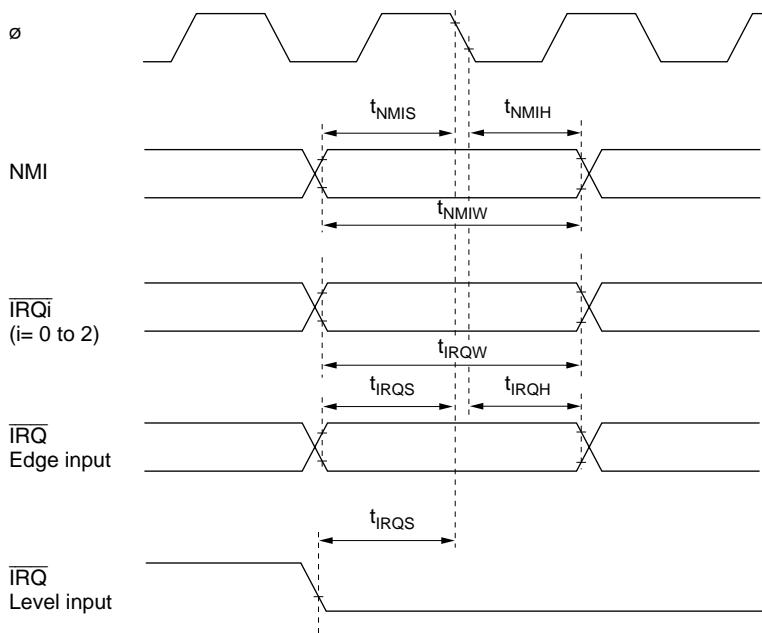 ø
tNMIS tNMIH
NMI
tNMIW
IRQi
(i= 0 to 2)
tIRQW
tIRQS tIRQH
IRQ
Edge input
tIRQS
IRQ
Level input